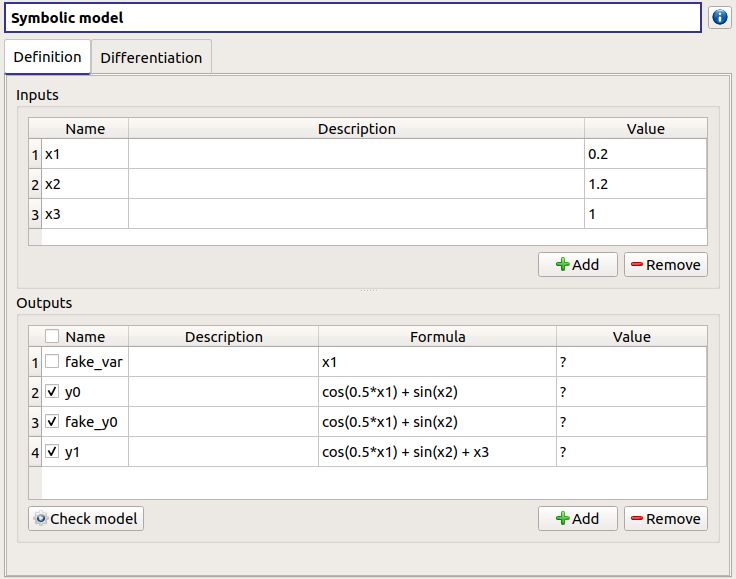 Symbolic model
Definition Differentiation
Inputs
Name Description Value
1 x1 0.2
2 x2 1.2
3 x3 1
Add Remove
Outputs
Name Description Formula Value
1 fake_var x1 ?
2 y0 cos(0.5*x1) + sin(x2) ?
3 fake_y0 cos(0.5*x1) + sin(x2) ?
4 y1 cos(0.5*x1) + sin(x2) + x3 ?
Check model Add Remove